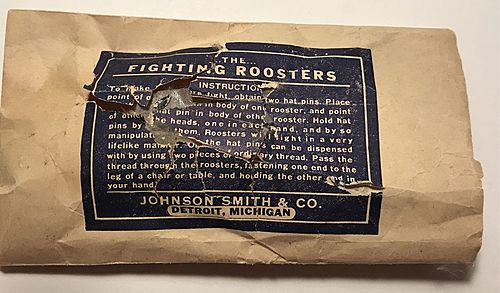 ...THE...
FIGHTING ROOSTERS
INSTRUCTION
To make fight, obtain two hat pins. Place
point of in body of one rooster, and point
of other hat pin in body of other rooster. Hold hat
pins by the heads, one in each hand, and by so
manipulat them, Roosters will fight in a very
lifelike manner. Or the hat pins can be dispensed
with by using two pieces of ordinary thread. Pass the
thread through the roosters, fastening one end to the
leg of a chair or table, and holding the other end in
your hand.
JOHNSON SMITH & CO.
DETROIT, MICHIGAN